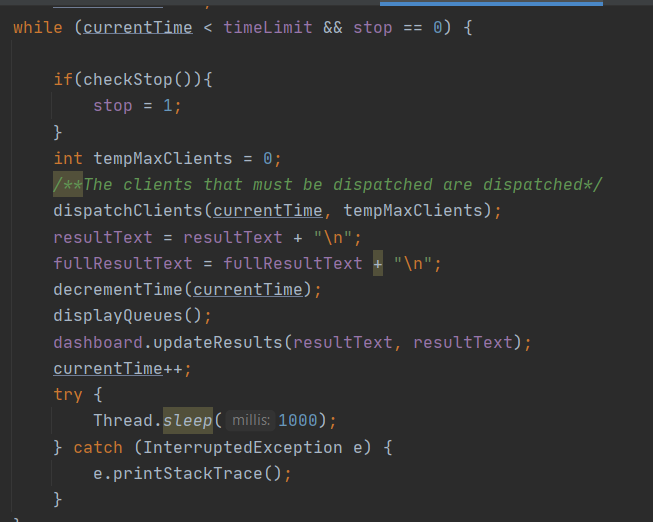 while (currentTime < timeLimit && stop == 0) {
if(checkStop()){
stop = 1;
}
int tempMaxClients = 0;
/**The clients that must be dispatched are dispatched*/
dispatchClients(currentTime, tempMaxClients);
resultText = resultText + "\n";
fullResultText = fullResultText + "\n";
decrementTime(currentTime);
displayQueues();
dashboard.updateResults(resultText, resultText);
currentTime++;
try {
Thread.sleep( millis: 1000);
} catch (InterruptedException e) {
e.printStackTrace();
}